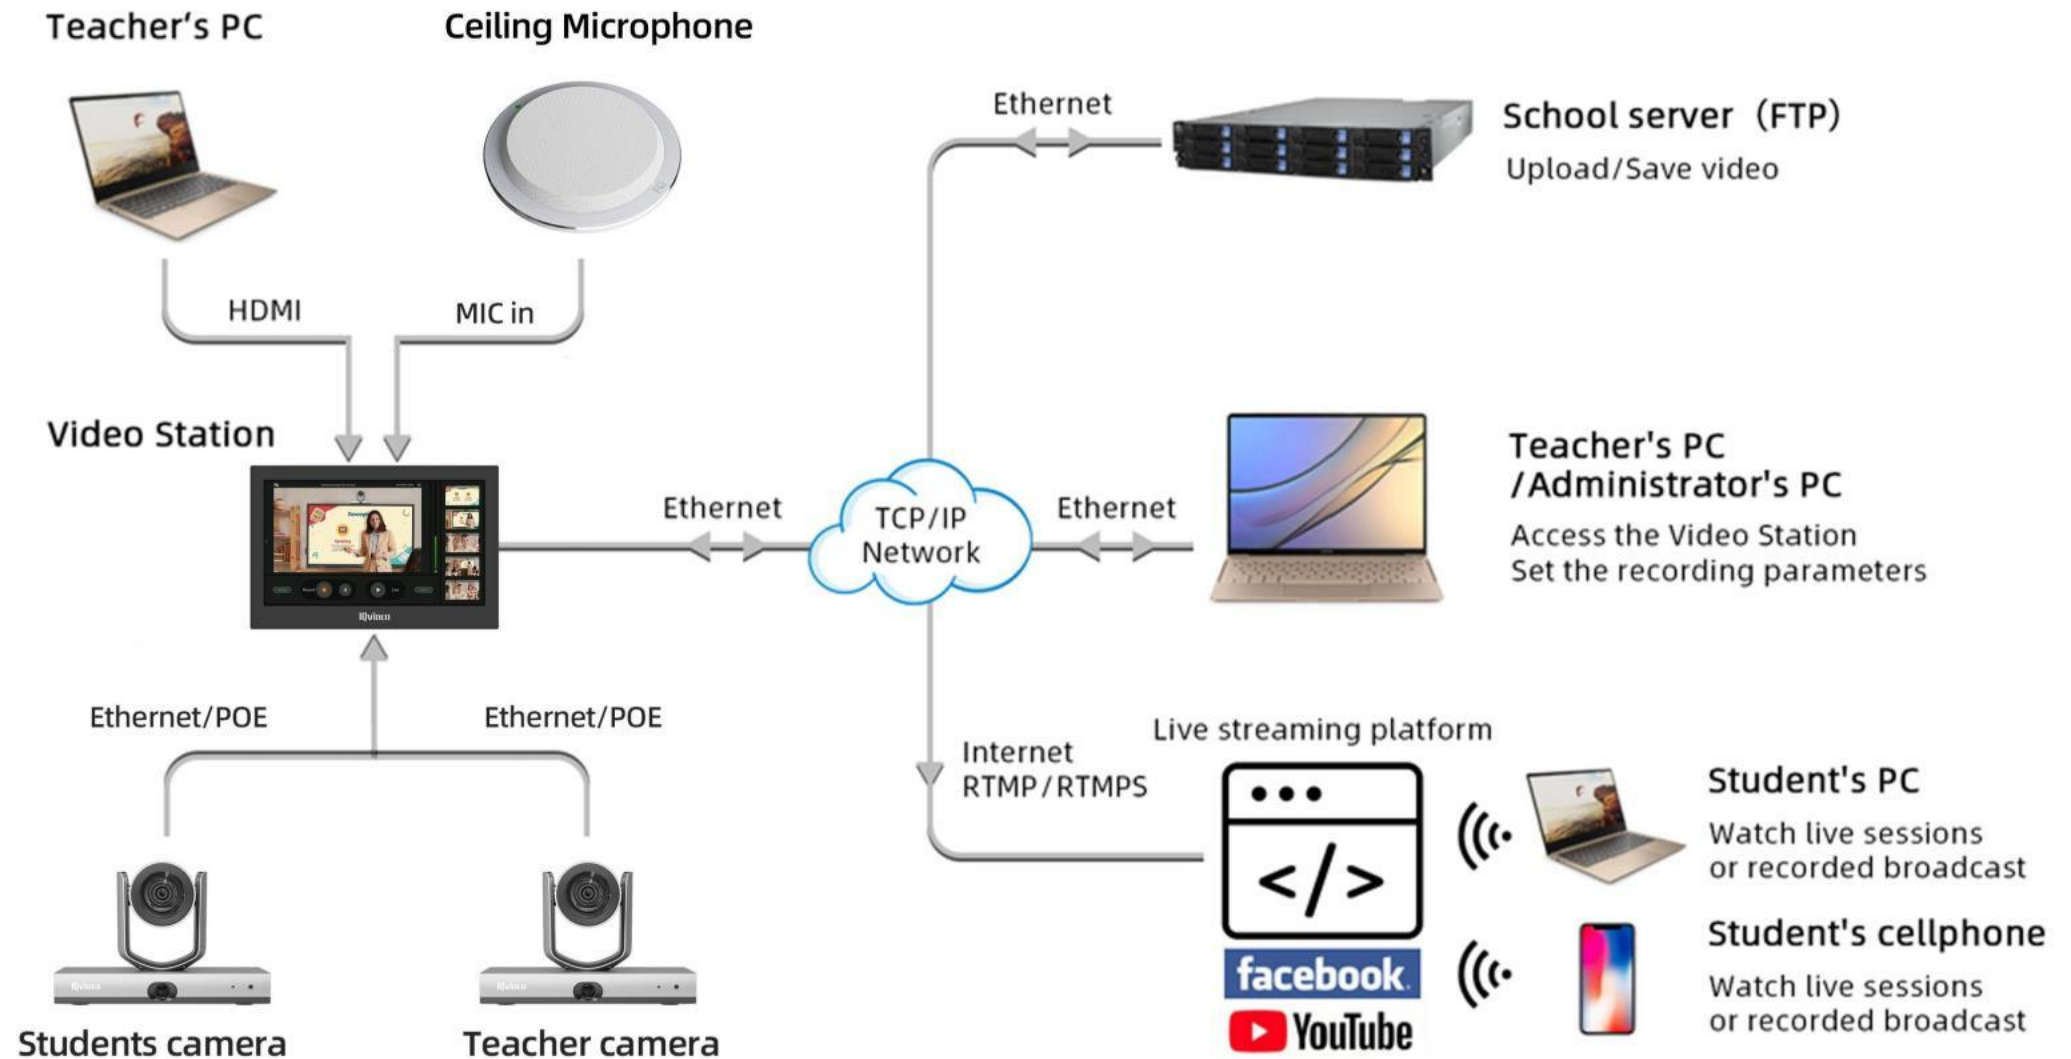 Teacher‘s PC
Ceiling Microphone
HDMI
MIC in
Video Station
IQVideo
Ethernet/POE
Ethernet/POE
Students camera
Teacher camera
Ethernet
TCP/IP
Network
Ethernet
Ethernet
School server（FTP）
Upload/Save video
Teacher's PC
/Administrator's PC
Access the Video Station
Set the recording parameters
Internet
RTMP/RTMPS
Live streaming platform
</>
facebook.
YouTube
Student's PC
Watch live sessions
or recorded broadcast
Student's cellphone
Watch live sessions
or recorded broadcast